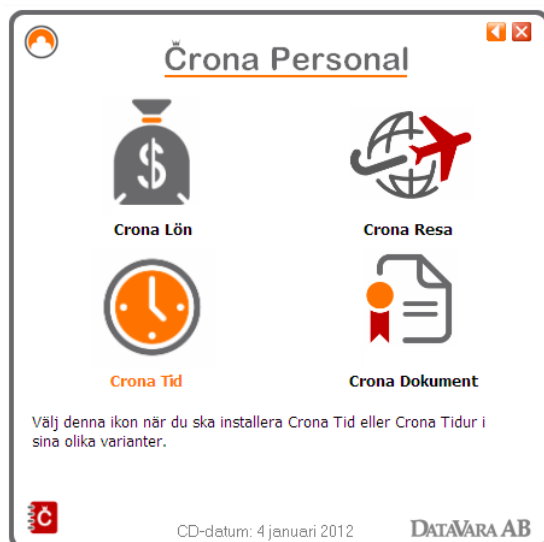 Črona Personal
$
Crona Lön
Crona Resa
Crona Tid
Crona Dokument
Välj denna ikon när du ska installera Crona Tid eller Crona Tidur i
sina olika varianter.
Č
CD-datum: 4 januari 2012
DATAVARA AB